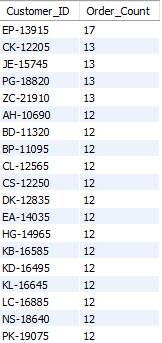 Customer_ID Order_Count
EP-13915 17
CK-12205 13
JE-15745 13
PG-18820 13
ZC-21910 13
AH-10690 12
BD-11320 12
BP-11095 12
CL-12565 12
CS-12250 12
DK-12835 12
EA-14035 12
HG-14965 12
KB-16585 12
KD-16495 12
KL-16645 12
LC-16885 12
NS-18640 12
PK-19075 12